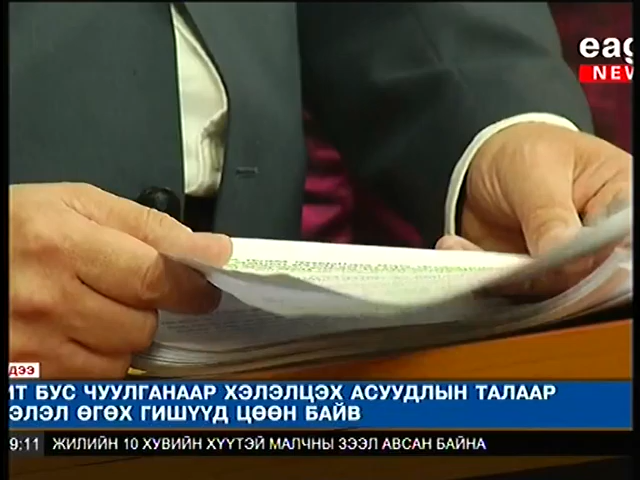 eag
NEW
ДЭЭ
ИТ БУС ЧУУЛГАНААР ХЭЛЭЛЦЭХ АСУУДЛЫН ТАЛААР
ЭЛЭЛ ӨГӨХ ГИШҮҮД ЦӨӨН БАЙВ
9:11 ЖИЛИЙН 10 ХУВИЙН ХҮҮТЭЙ МАЛЧНЫ ЗЭЭЛ АВСАН БАЙНА